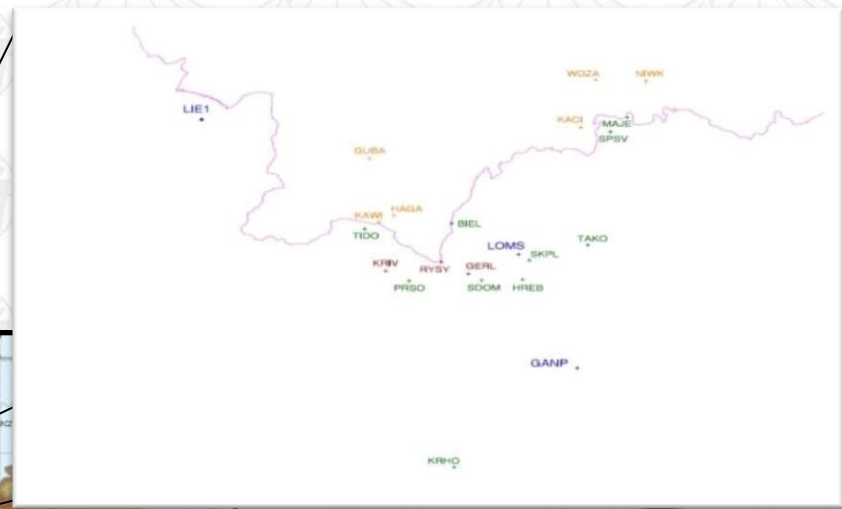 WOZA
NIWK
LIE1
KACI
MAJE
SPSV
GUBA
HAGA
KAWI
BIEL
TIDO
TAKO
LOMS
SKPL
KRIV
RYSY
GERL
PRSO
SDOM
HREB
GANP
KRHO